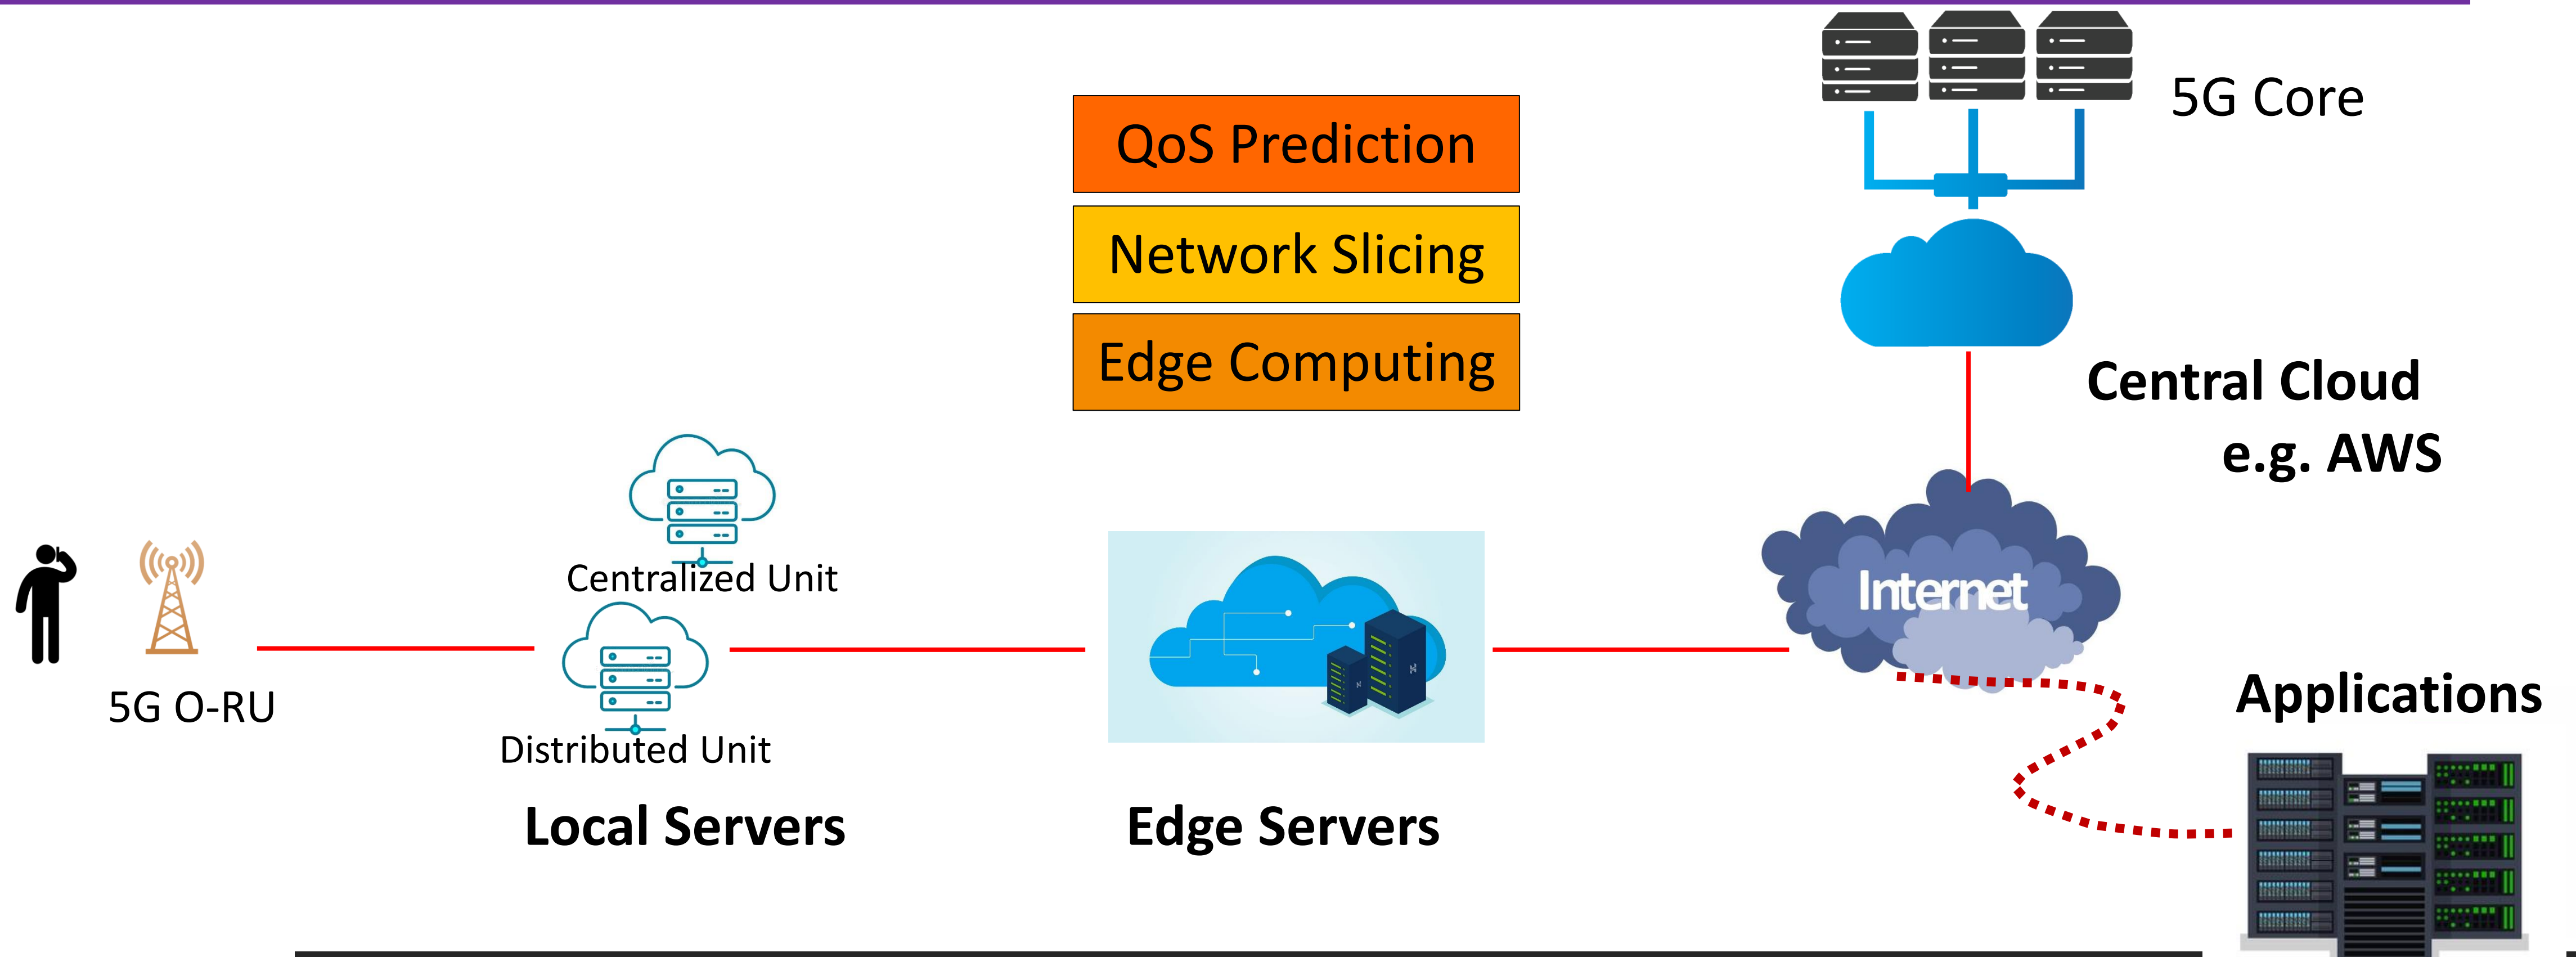 5G Core
QoS Prediction
Network Slicing
Edge Computing
Central Cloud
e.g. AWS
Centralized Unit
Internet
5G O-RU
Distributed Unit
Applications
Local Servers
Edge Servers